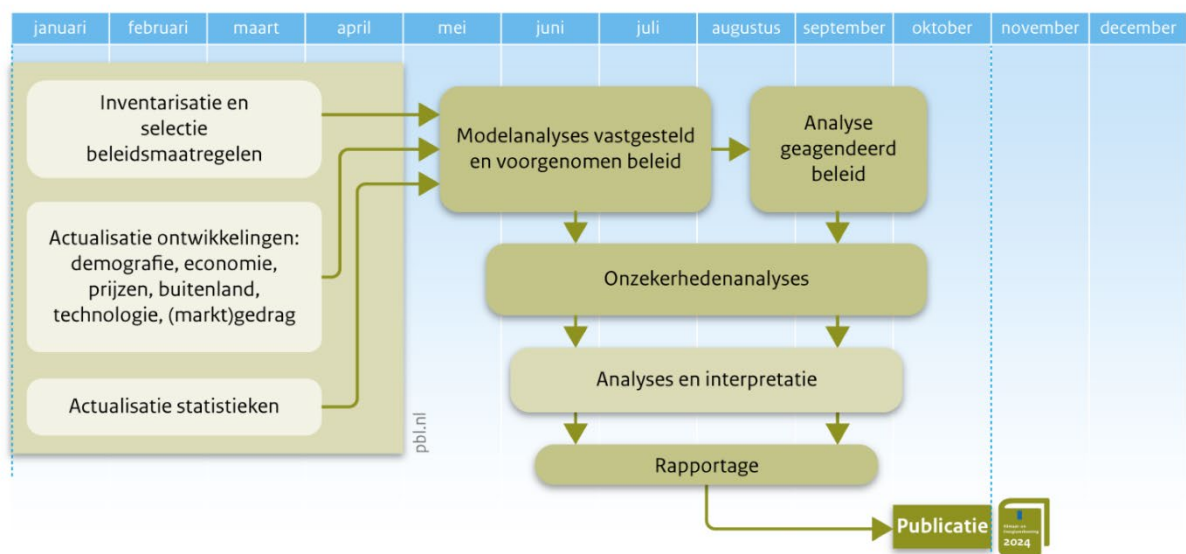 januari februari maart april mei juni juli augustus september oktober november december
Inventarisatie en
selectie
beleidsmaatregelen
Actualisatie ontwikkelingen:
demografie, economie,
prijzen, buitenland,
technologie, (markt)gedrag
Actualisatie statistieken
pbl.nl
Modelanalyses vastgesteld
en voorgenomen beleid
Analyse
geagendeerd
beleid
Onzekerhedenanalyses
Analyses en interpretatie
Rapportage
Publicatie
2024